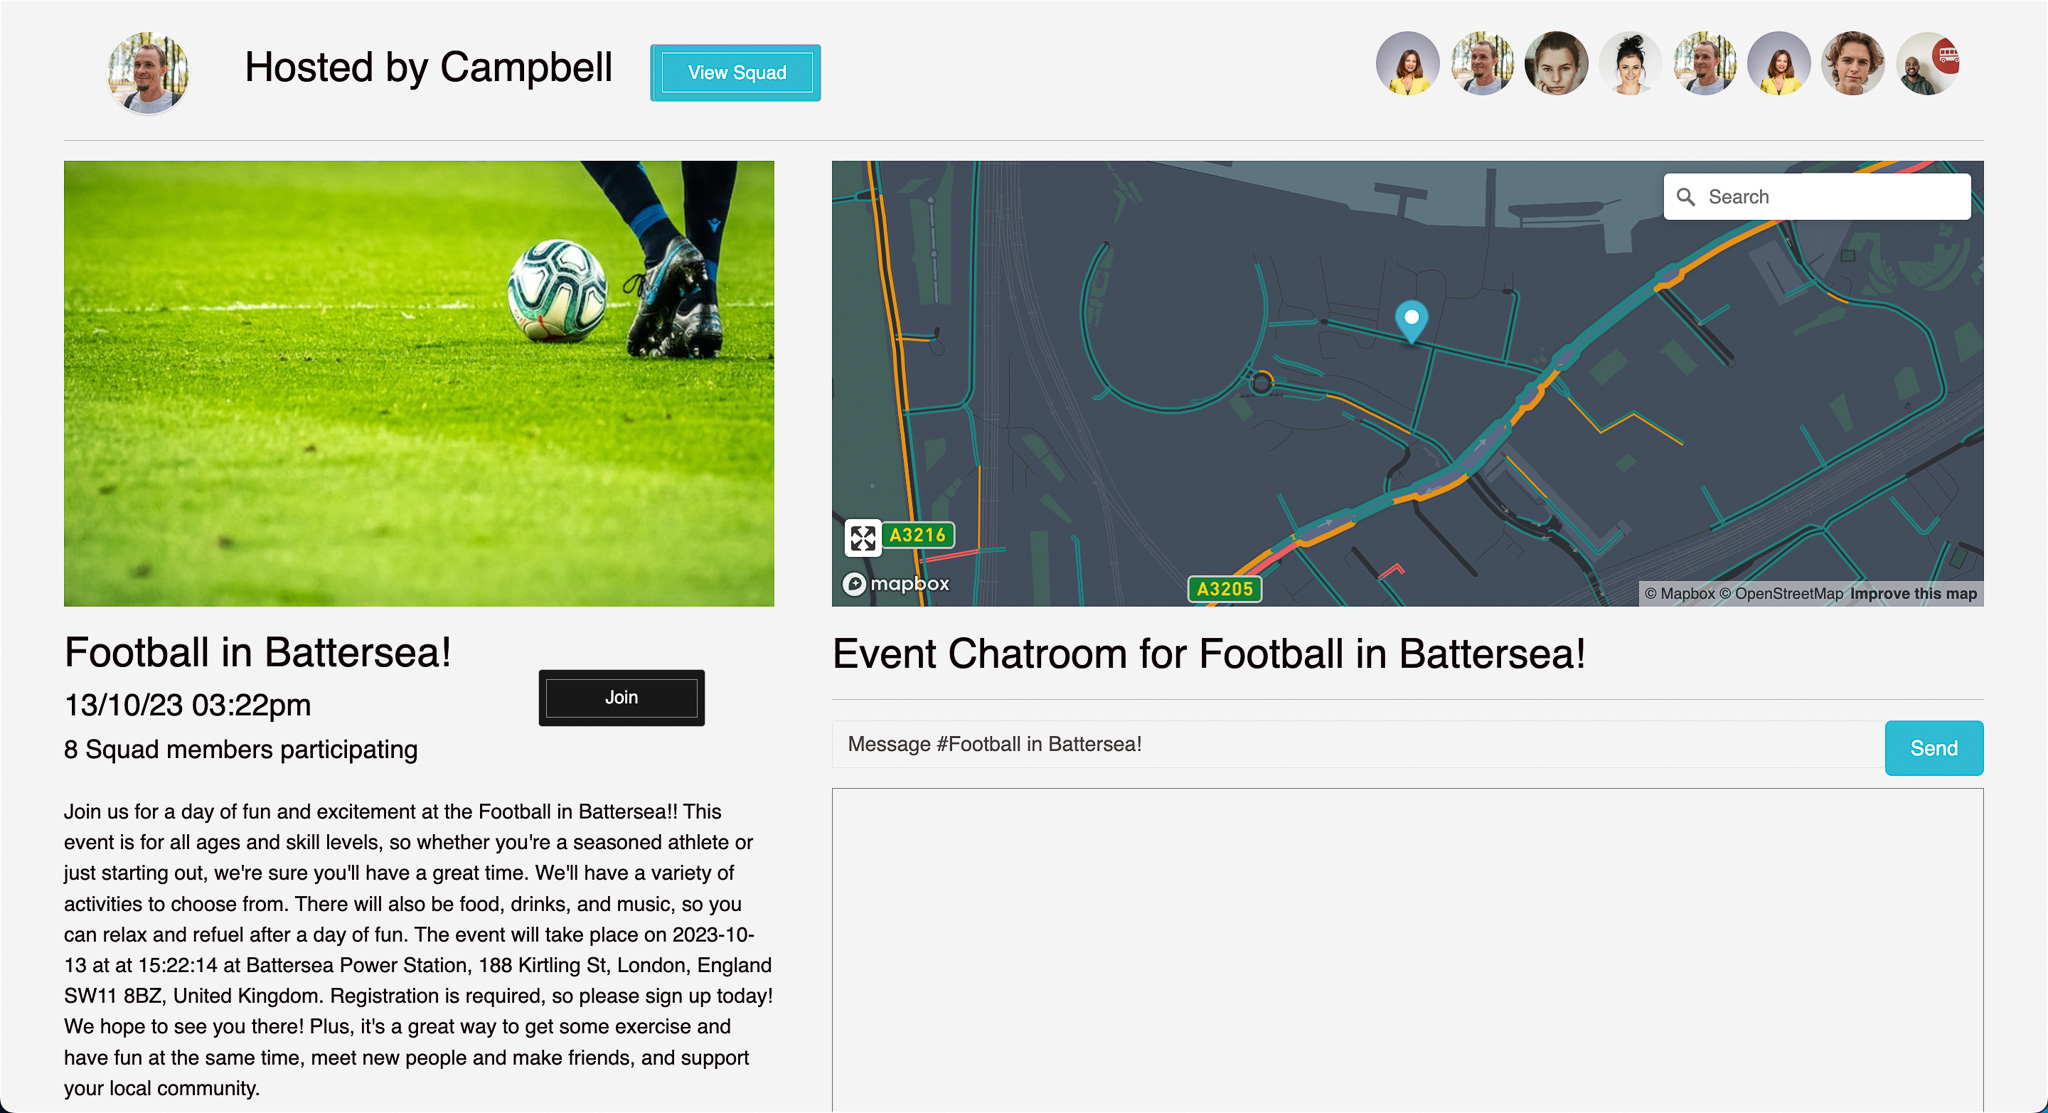 Hosted by Campbell
View Squad
Search
A3216
mapbox
A3205
© Mapbox © OpenStreetMap Improve this map
Football in Battersea!
13/10/23 03:22pm
8 Squad members participating
Join
Join us for a day of fun and excitement at the Football in Battersea!! This
event is for all ages and skill levels, so whether you're a seasoned athlete or
just starting out, we're sure you'll have a great time. We'll have a variety of
activities to choose from. There will also be food, drinks, and music, so you
can relax and refuel after a day of fun. The event will take place on 2023-10-
13 at at 15:22:14 at Battersea Power Station, 188 Kirtling St, London, England
SW11 8BZ, United Kingdom. Registration is required, so please sign up today!
We hope to see you there! Plus, it's a great way to get some exercise and
have fun at the same time, meet new people and make friends, and support
your local community.
Event Chatroom for Football in Battersea!
Message #Football in Battersea!
Send